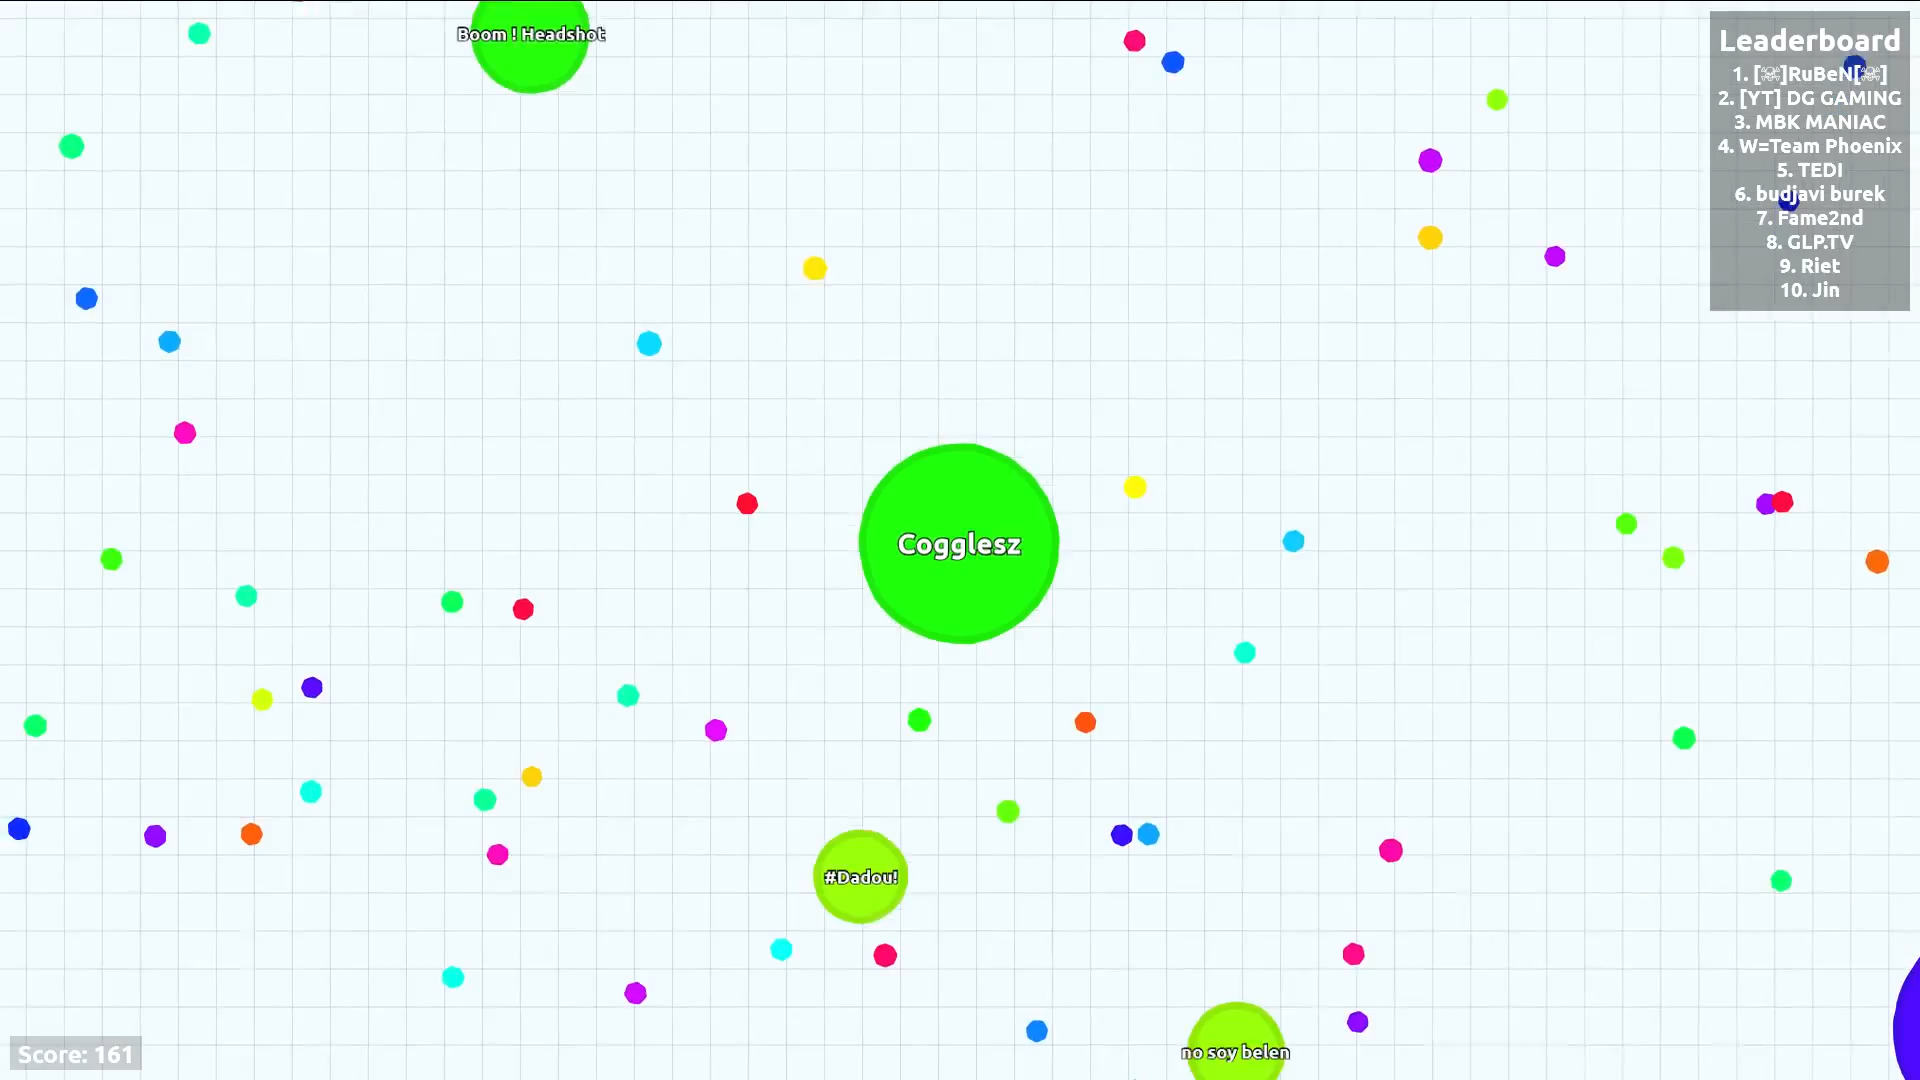 Boom ! Headshot
Leaderboard
1. [☠]RuBeN[☠]
2. [YT] DG GAMING
3. MBK MANIAC
4. W=Team Phoenix
5. TEDI
6. budjavi burek
7. Fame2nd
8. GLP.TV
9. Riet
10. Jin
Cogglesz
#Dadou!
no soy belen
Score: 161